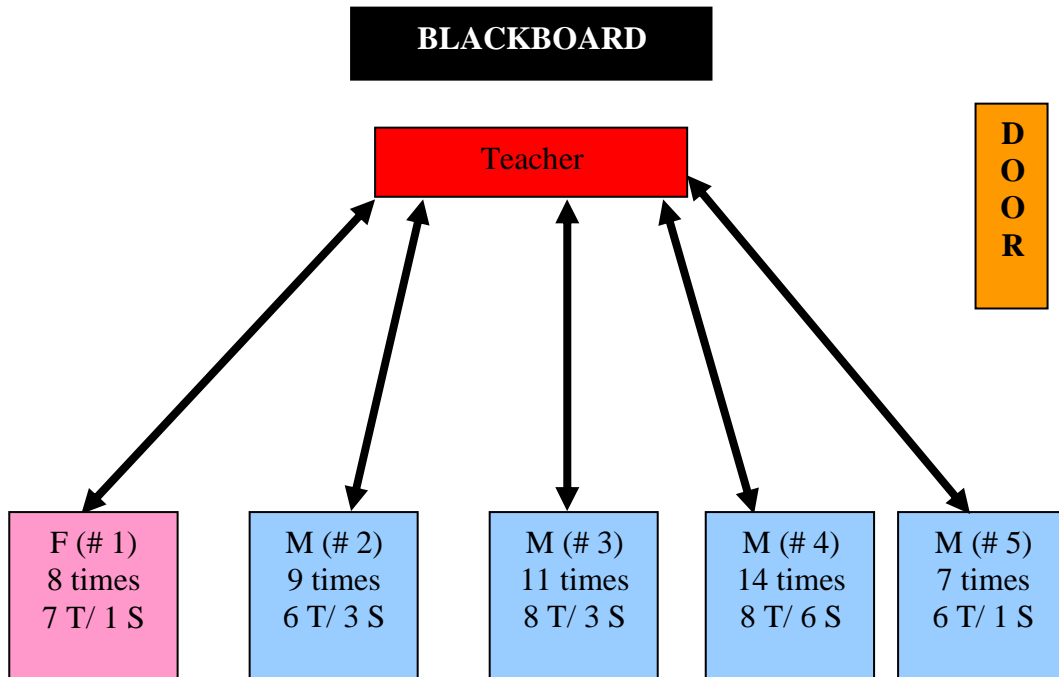 BLACKBOARD
Teacher
D
O
O
R
F (# 1)
8 times
7 T/ 1 S
M (# 2)
9 times
6 T/ 3 S
M (# 3)
11 times
8 T/ 3 S
M (# 4)
14 times
8 T/ 6 S
M (# 5)
7 times
6 T/ 1 S